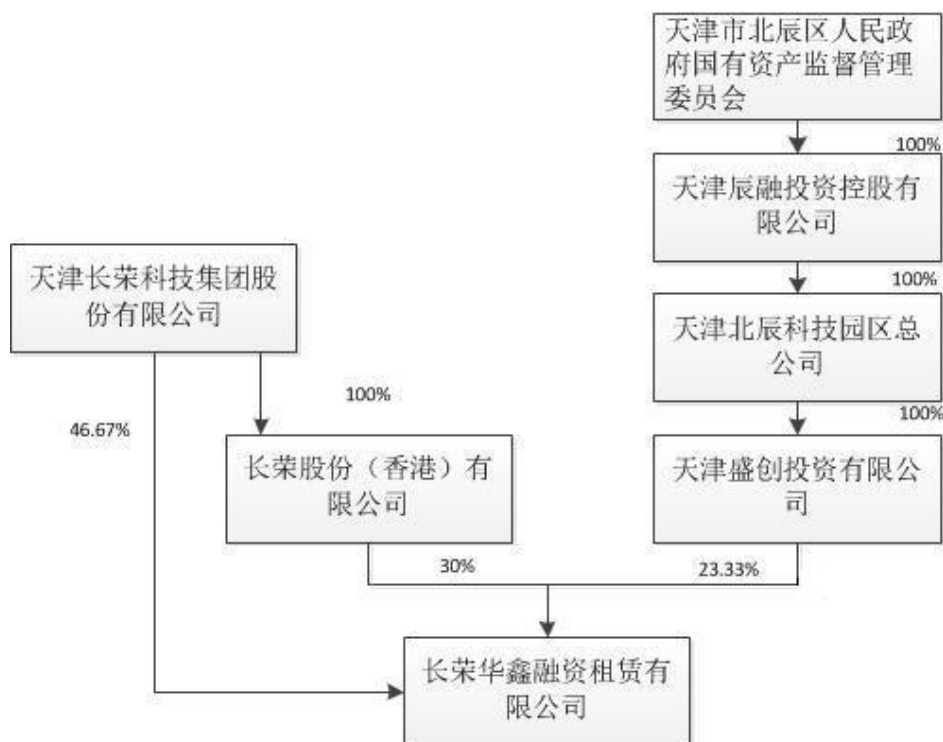 天津市北辰区人民政
府国有资产监督管理
委员会
100%
天津辰融投资控股有
限公司
100%
天津长荣科技集团股
份有限公司
天津北辰科技园区总
公司
100%
100%
46.67%
长荣股份（香港）有
限公司
天津盛创投资有限公
司
30%
23.33%
长荣华鑫融资租赁有
限公司